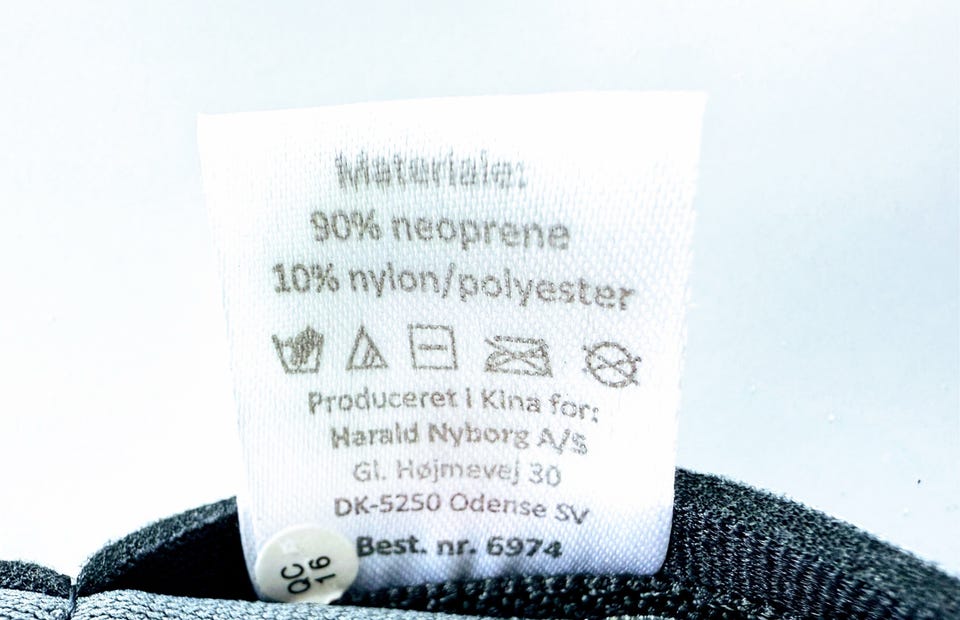 Materiale:
90% neoprene
10% nylon/polyester
Produceret i Kina for:
Harald Nyborg A/S
Gl. Højmevej 30
DK-5250 Odense SV
Best. nr. 6974
QC
16